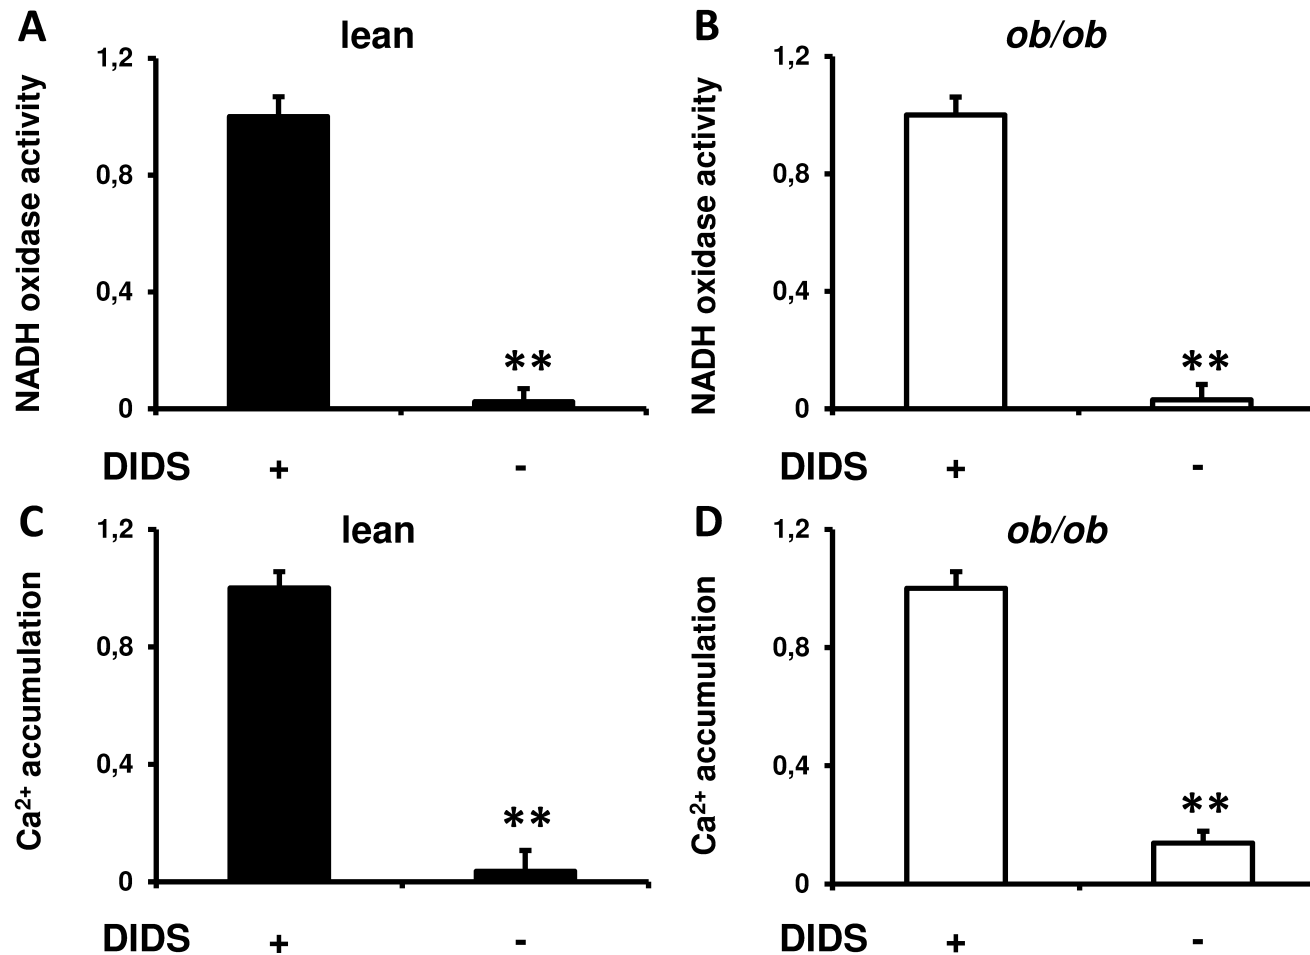 A
lean
NADH oxidase activity
1,2
0,8
0,4
0
**
DIDS + -
B
ob/ob
NADH oxidase activity
1,2
0,8
0,4
0
**
DIDS + -
C
lean
Ca²⁺ accumulation
1,2
0,8
0,4
0
**
DIDS + -
D
ob/ob
Ca²⁺ accumulation
1,2
0,8
0,4
0
**
DIDS + -